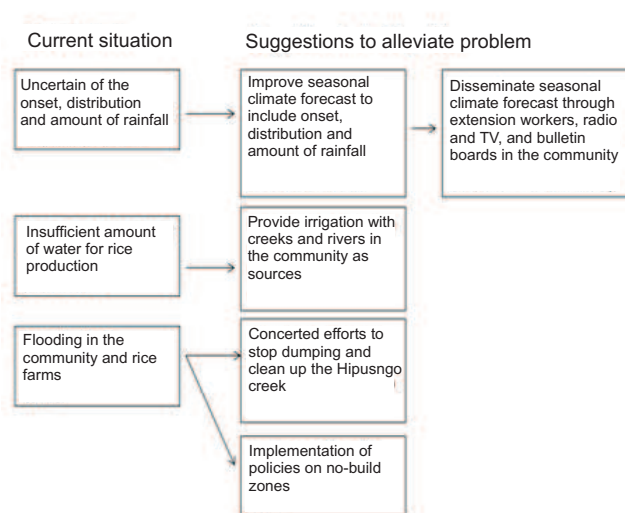 Current situation
Suggestions to alleviate problem
Uncertain of the
onset, distribution
and amount of rainfall
Improve seasonal
climate forecast to
include onset,
distribution and
amount of rainfall
Disseminate seasonal
climate forecast through
extension workers, radio
and TV, and bulletin
boards in the community
Insufficient amount
of water for rice
production
Provide irrigation with
creeks and rivers in
the community as
sources
Flooding in the
community and rice
farms
Concerted efforts to
stop dumping and
clean up the Hipusngo
creek
Implementation of
policies on no-build
zones